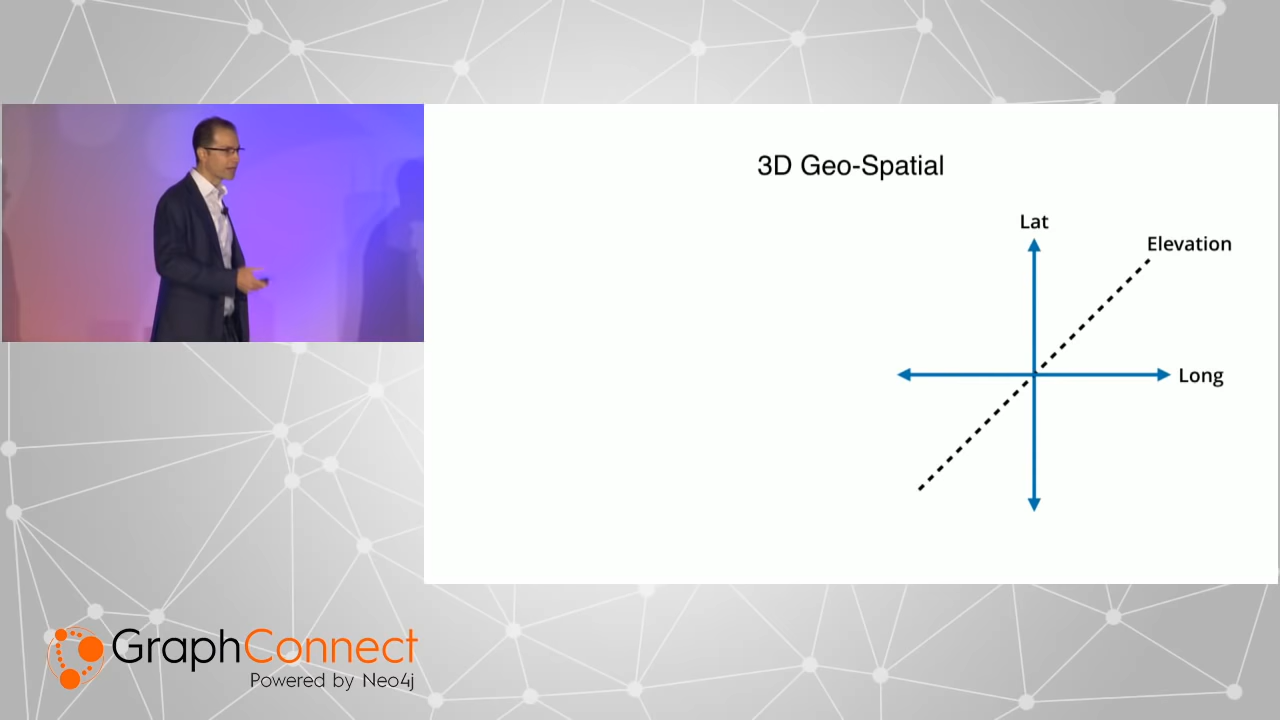 3D Geo-Spatial
Lat
Elevation
Long
GraphConnect
Powered by Neo4j